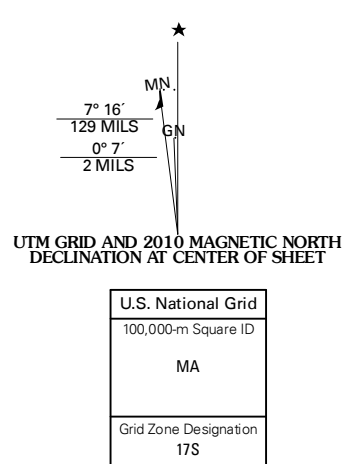 ★
MN
7° 16´
129 MILS
GN
0° 7´
2 MILS
UTM GRID AND 2010 MAGNETIC NORTH
DECLINATION AT CENTER OF SHEET
U.S. National Grid
100,000-m Square ID
MA
Grid Zone Designation
17S